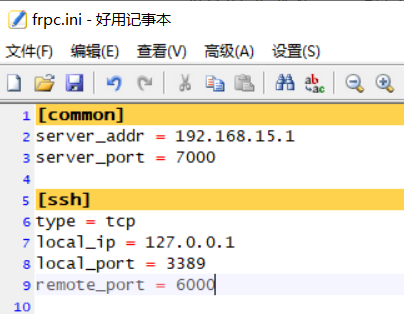 frpc.ini - 好用记事本
文件(F) 编辑(E) 查看(V) 高级(A) 设置(S)
ab
ac
1 [common]
2 server_addr = 192.168.15.1
3 server_port = 7000
4
5 [ssh]
6 type = tcp
7 local_ip = 127.0.0.1
8 local_port = 3389
9 remote_port = 6000
10